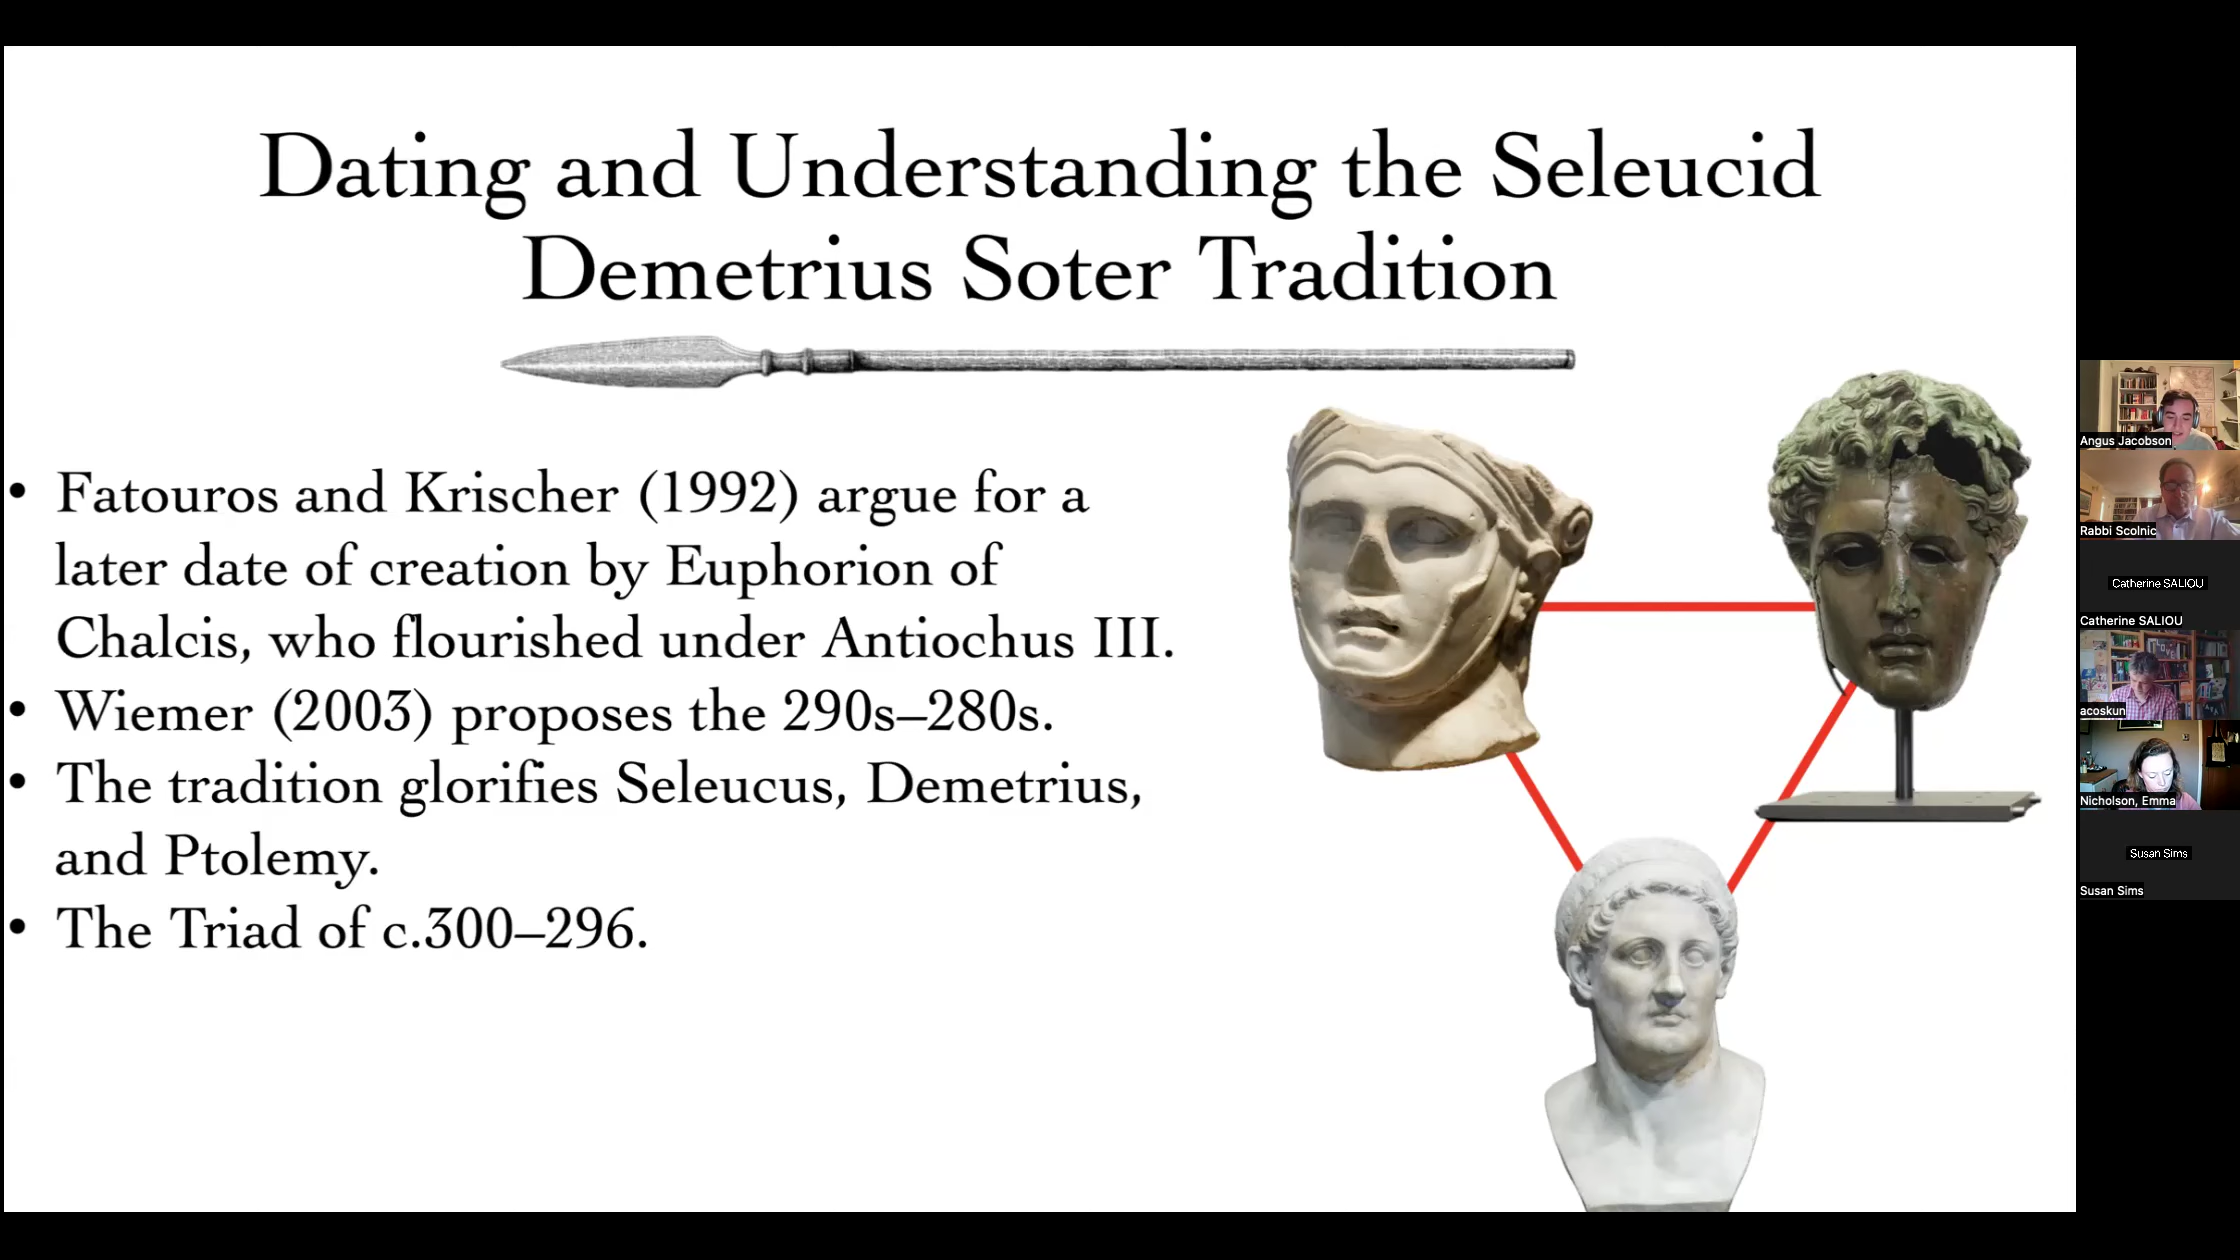 Dating and Understanding the Seleucid
Demetrius Soter Tradition
• Fatouros and Krischer (1992) argue for a
later date of creation by Euphorion of
Chalcis, who flourished under Antiochus III.
• Wiemer (2003) proposes the 290s–280s.
• The tradition glorifies Seleucus, Demetrius,
and Ptolemy.
• The Triad of c.300–296.
Angus Jacobson
Rabbi Scolnic
Catherine SALIOU
Catherine SALIOU
acoskun
Nicholson, Emma
Susan Sims
Susan Sims